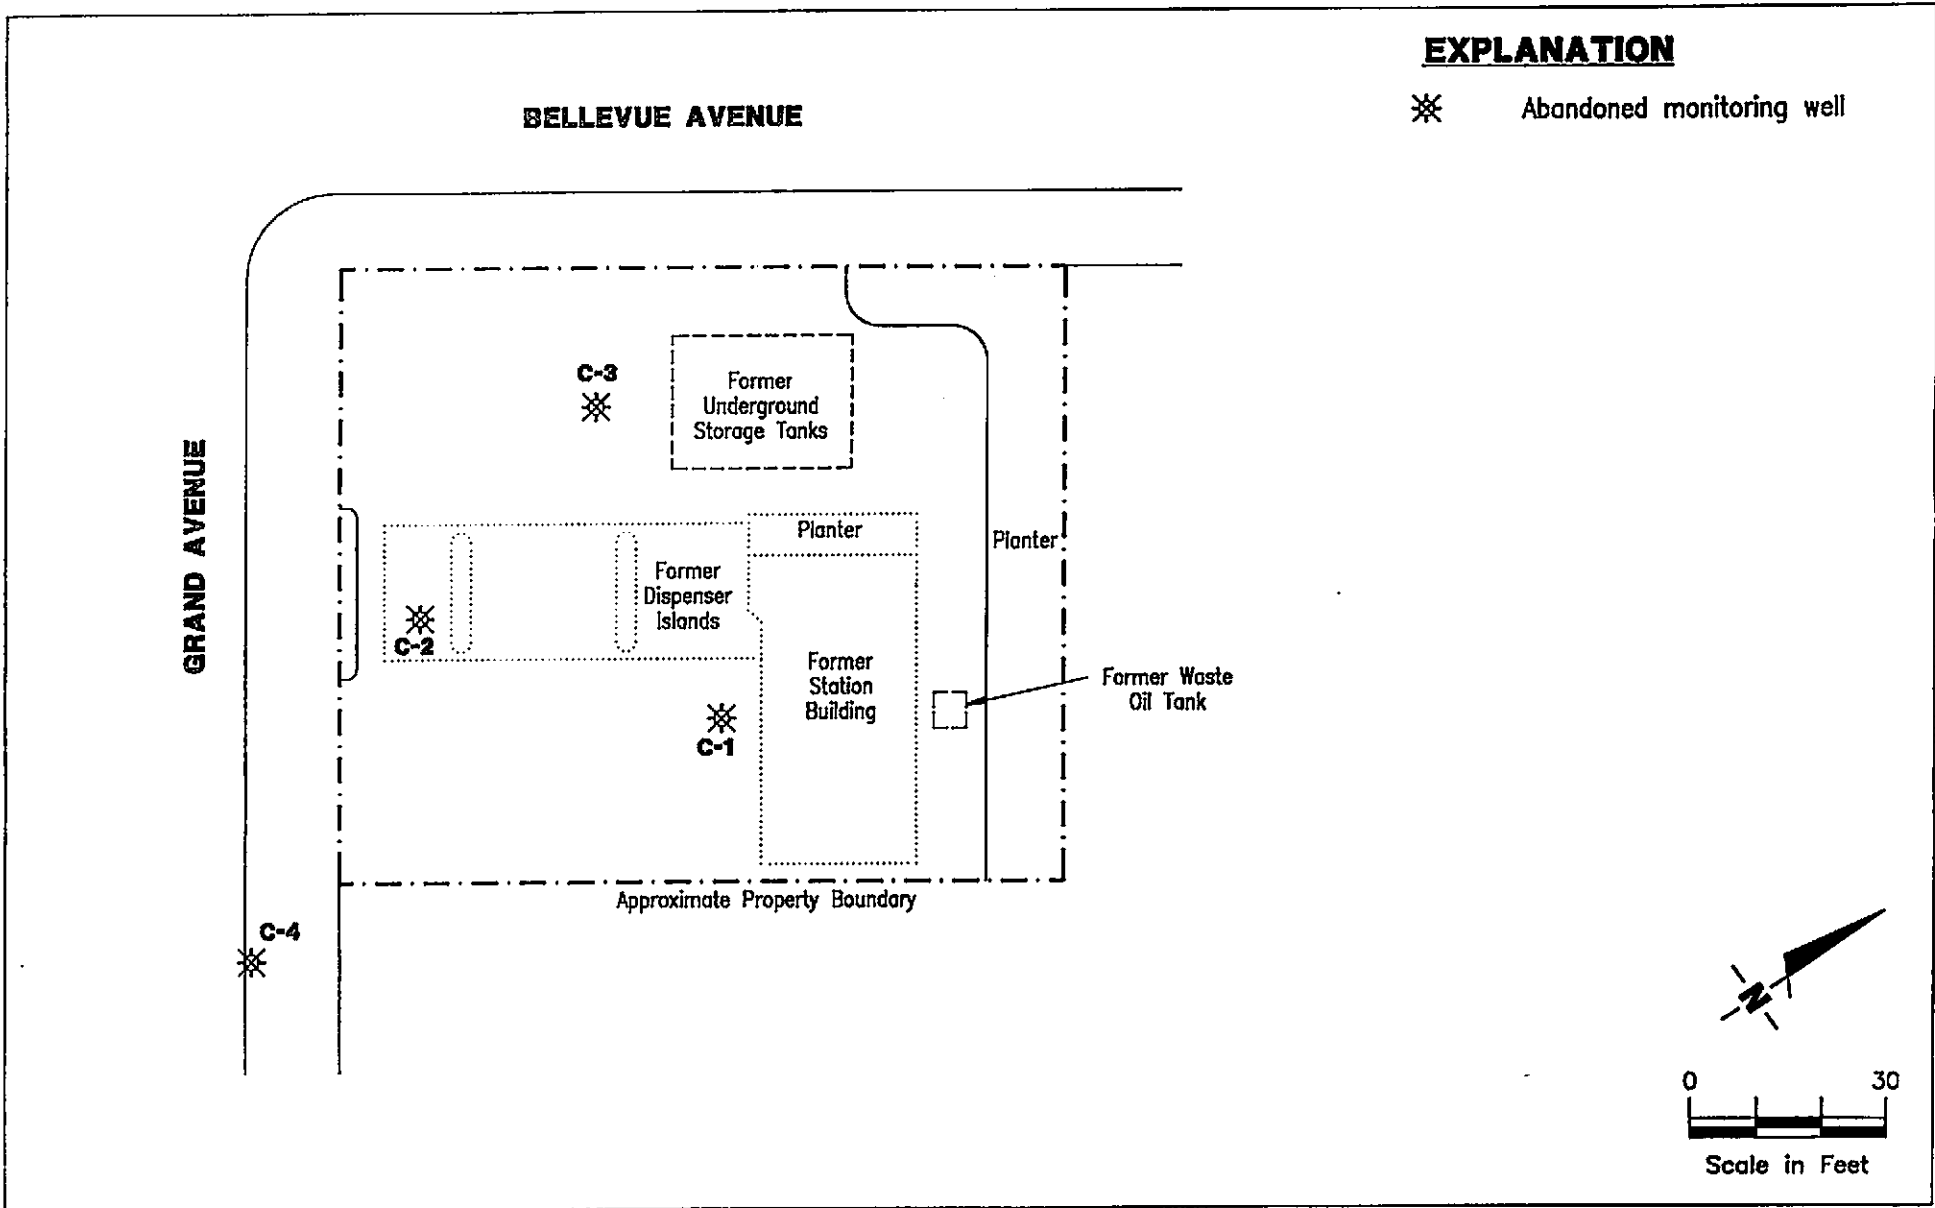 EXPLANATION
Abandoned monitoring well
BELLEVUE AVENUE
GRAND AVENUE
C-3
Former
Underground
Storage Tanks
Planter
Planter
Former
Dispenser
Islands
C-2
Former
Station
Building
C-1
Former Waste
Oil Tank
Approximate Property Boundary
C-4
N
0 30
Scale in Feet